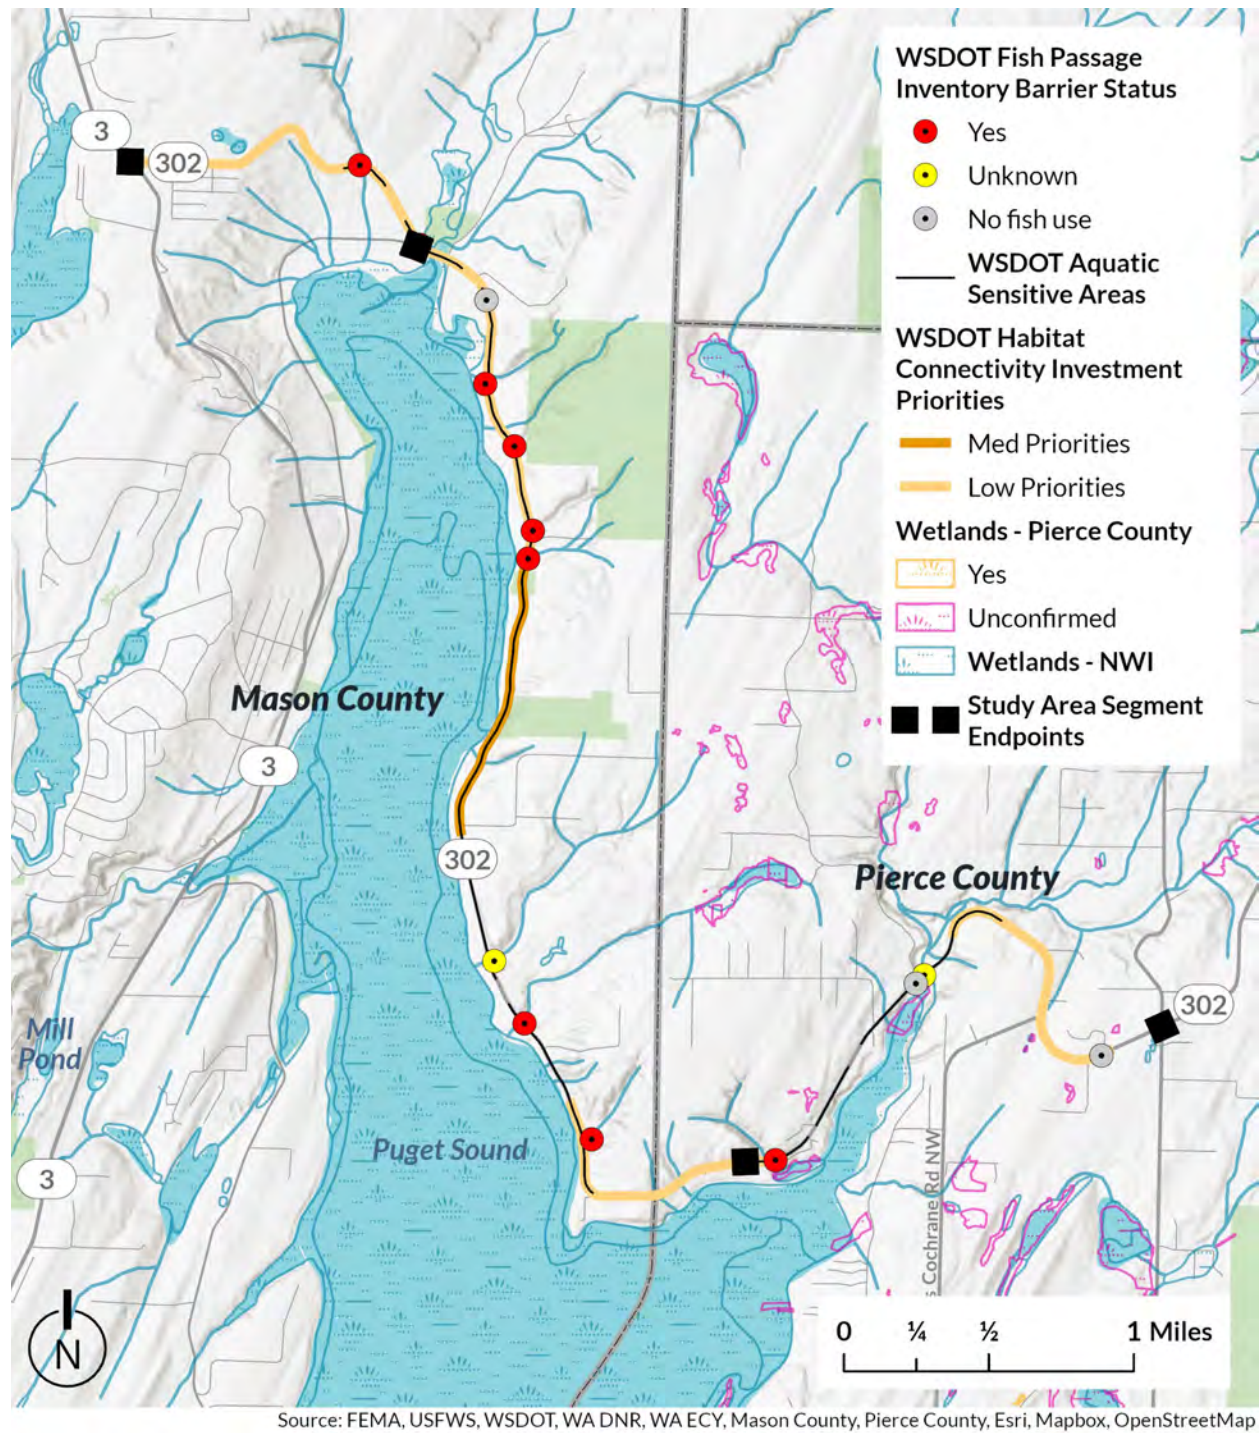 WSDOT Fish Passage
Inventory Barrier Status
Yes
Unknown
No fish use
WSDOT Aquatic
Sensitive Areas
WSDOT Habitat
Connectivity Investment
Priorities
Med Priorities
Low Priorities
Wetlands - Pierce County
Yes
Unconfirmed
Wetlands - NWI
Study Area Segment
Endpoints
3
302
Mason County
3
302
Pierce County
302
Mill
Pond
Puget Sound
3
Cochrane Rd NW
N
0 ¼ ½ 1 Miles
Source: FEMA, USFWS, WSDOT, WA DNR, WA ECY, Mason County, Pierce County, Esri, Mapbox, OpenStreetMap